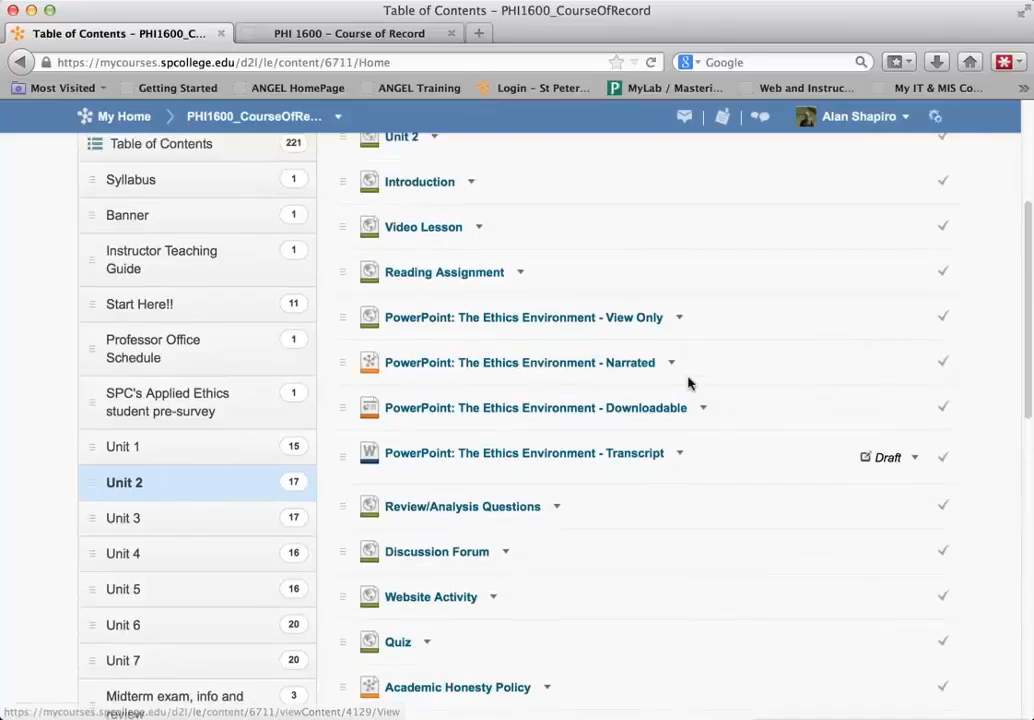 Table of Contents - PHI1600_CourseOfRecord
Table of Contents – PHI1600_C...
PHI 1600 – Course of Record
https://mycourses.spcollege.edu/d2l/le/content/6711/Home
Google
Most Visited
Getting Started
ANGEL HomePage
ANGEL Training
Login – St Peter...
MyLab / Masteri...
Web and Instruc...
My IT & MIS Co...
My Home
PHI1600_CourseOfRe...
Alan Shapiro
Table of Contents 221
Syllabus 1
Banner 1
Instructor Teaching
Guide 1
Start Here!! 11
Professor Office
Schedule 1
SPC's Applied Ethics
student pre-survey 1
Unit 1 15
Unit 2 17
Unit 3 17
Unit 4 16
Unit 5 16
Unit 6 20
Unit 7 20
Midterm exam, info and
review 3
Unit 2
Introduction
Video Lesson
Reading Assignment
PowerPoint: The Ethics Environment - View Only
PowerPoint: The Ethics Environment - Narrated
PowerPoint: The Ethics Environment - Downloadable
PowerPoint: The Ethics Environment - Transcript
Draft
Review/Analysis Questions
Discussion Forum
Website Activity
Quiz
Academic Honesty Policy
https://mycourses.spcollege.edu/d2l/le/content/6711/viewContent/4129/View